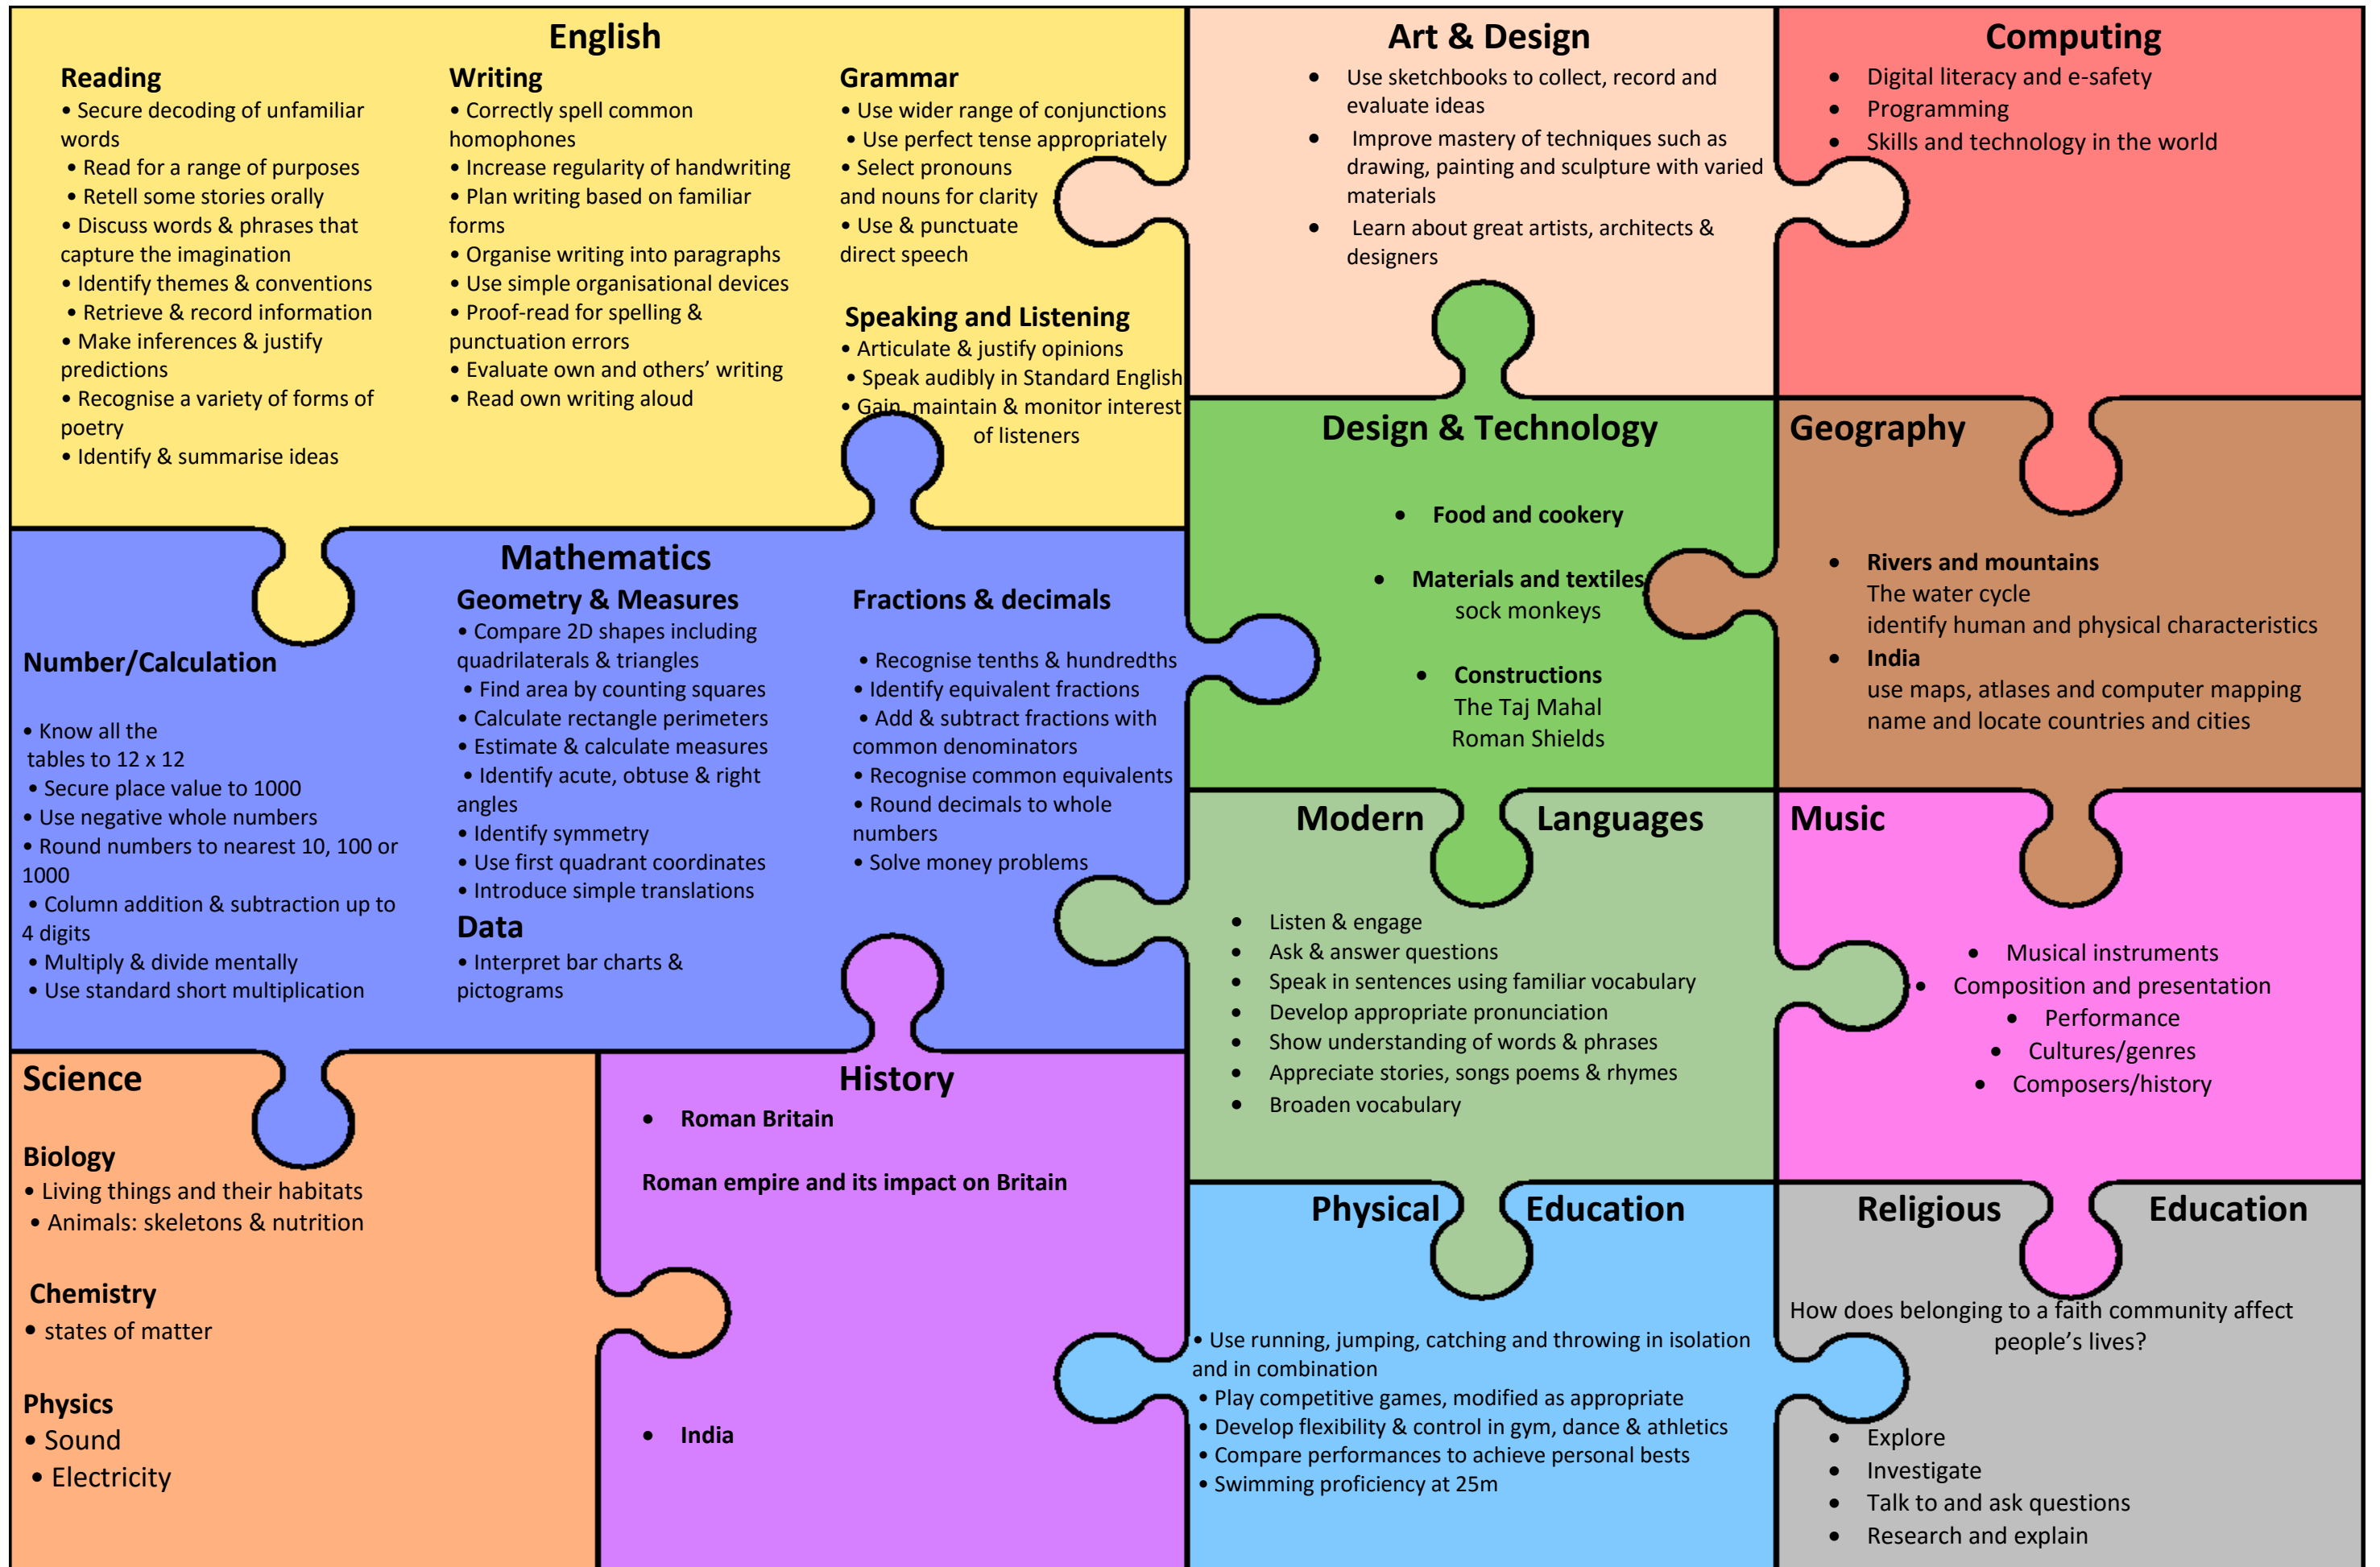 English
Reading
• Secure decoding of unfamiliar
words
• Read for a range of purposes
• Retell some stories orally
• Discuss words & phrases that
capture the imagination
• Identify themes & conventions
• Retrieve & record information
• Make inferences & justify
predictions
• Recognise a variety of forms of
poetry
• Identify & summarise ideas
Writing
• Correctly spell common
homophones
• Increase regularity of handwriting
• Plan writing based on familiar
forms
• Organise writing into paragraphs
• Use simple organisational devices
• Proof-read for spelling &
punctuation errors
• Evaluate own and others’ writing
• Read own writing aloud
Grammar
• Use wider range of conjunctions
• Use perfect tense appropriately
• Select pronouns
and nouns for clarity
• Use & punctuate
direct speech
Speaking and Listening
• Articulate & justify opinions
• Speak audibly in Standard English
• Gain, maintain & monitor interest
of listeners
Art & Design
• Use sketchbooks to collect, record and
evaluate ideas
• Improve mastery of techniques such as
drawing, painting and sculpture with varied
materials
• Learn about great artists, architects &
designers
Computing
• Digital literacy and e-safety
• Programming
• Skills and technology in the world
Mathematics
Number/Calculation
• Know all the
tables to 12 x 12
• Secure place value to 1000
• Use negative whole numbers
• Round numbers to nearest 10, 100 or
1000
• Column addition & subtraction up to
4 digits
• Multiply & divide mentally
• Use standard short multiplication
Geometry & Measures
• Compare 2D shapes including
quadrilaterals & triangles
• Find area by counting squares
• Calculate rectangle perimeters
• Estimate & calculate measures
• Identify acute, obtuse & right
angles
• Identify symmetry
• Use first quadrant coordinates
• Introduce simple translations
Data
• Interpret bar charts &
pictograms
Fractions & decimals
• Recognise tenths & hundredths
• Identify equivalent fractions
• Add & subtract fractions with
common denominators
• Recognise common equivalents
• Round decimals to whole
numbers
• Solve money problems
Design & Technology
• Food and cookery
• Materials and textiles
sock monkeys
• Constructions
The Taj Mahal
Roman Shields
Geography
• Rivers and mountains
The water cycle
identify human and physical characteristics
• India
use maps, atlases and computer mapping
name and locate countries and cities
Modern Languages
• Listen & engage
• Ask & answer questions
• Speak in sentences using familiar vocabulary
• Develop appropriate pronunciation
• Show understanding of words & phrases
• Appreciate stories, songs poems & rhymes
• Broaden vocabulary
Music
• Musical instruments
• Composition and presentation
• Performance
• Cultures/genres
• Composers/history
Science
Biology
• Living things and their habitats
• Animals: skeletons & nutrition
Chemistry
• states of matter
Physics
• Sound
• Electricity
History
• Roman Britain
Roman empire and its impact on Britain
• India
Physical Education
• Use running, jumping, catching and throwing in isolation
and in combination
• Play competitive games, modified as appropriate
• Develop flexibility & control in gym, dance & athletics
• Compare performances to achieve personal bests
• Swimming proficiency at 25m
Religious Education
How does belonging to a faith community affect
people’s lives?
• Explore
• Investigate
• Talk to and ask questions
• Research and explain